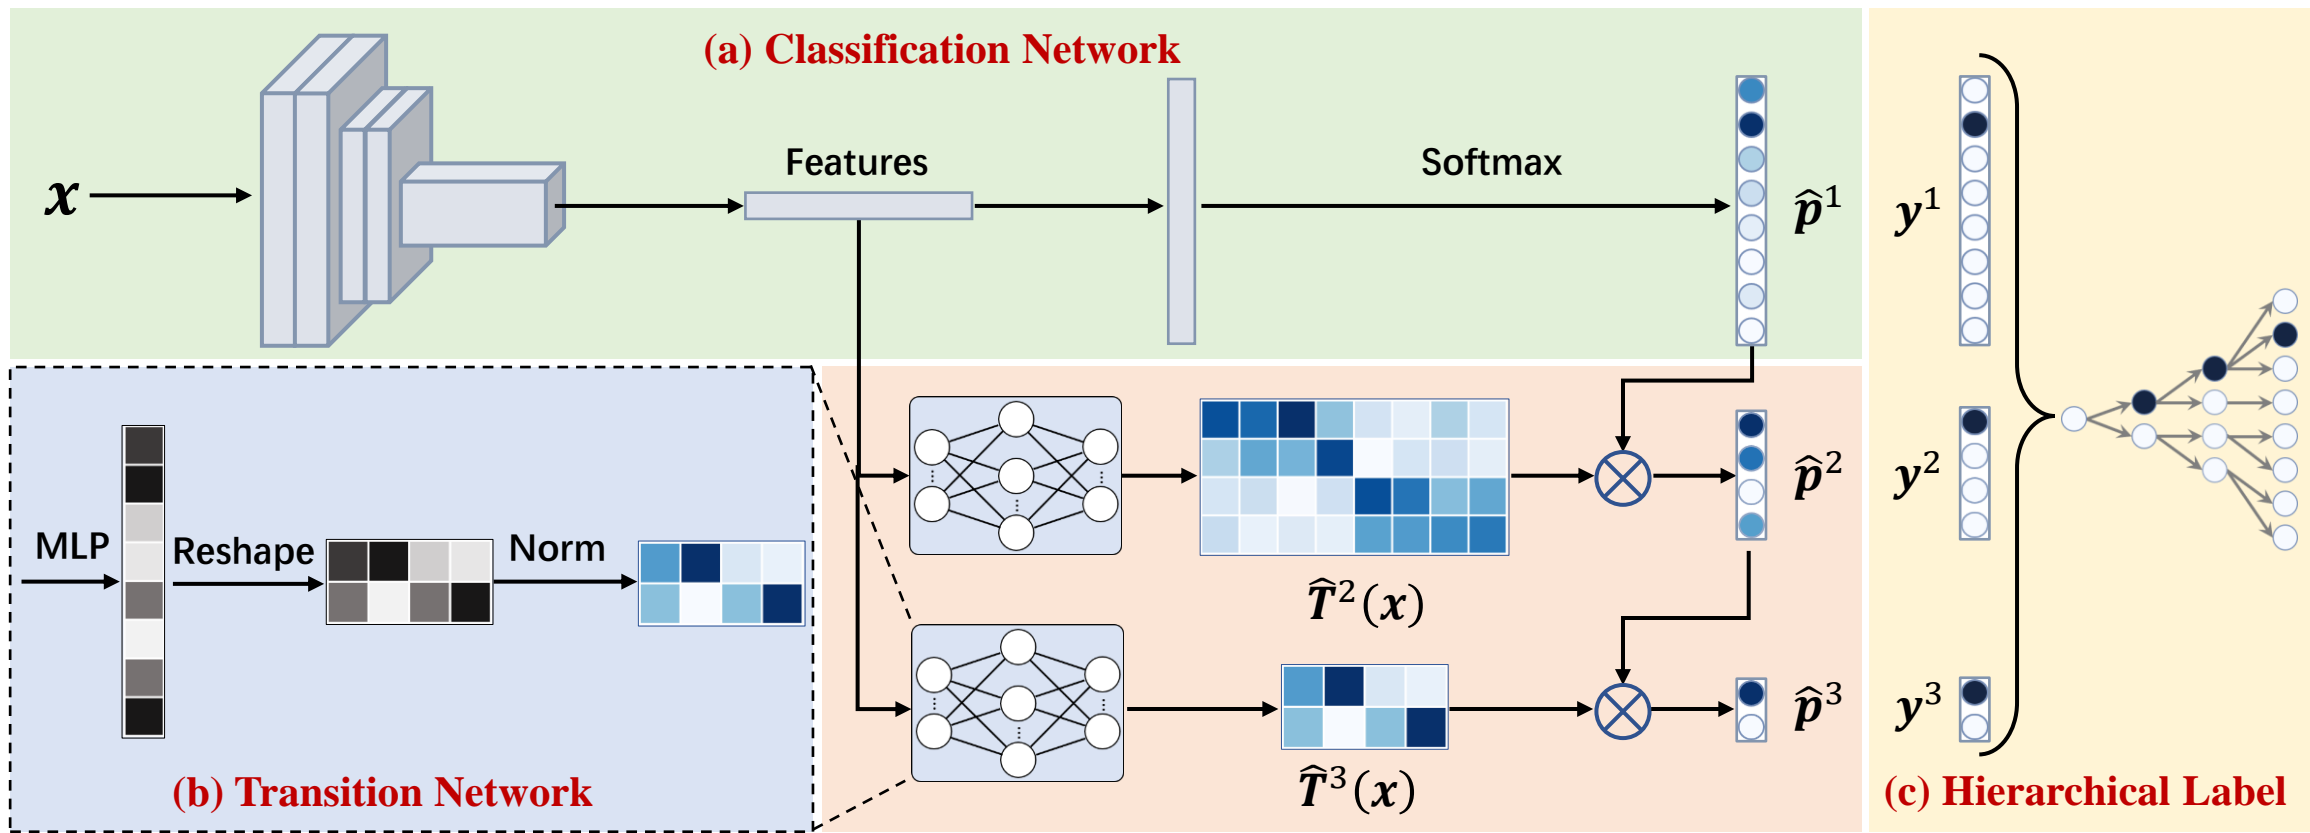 (a) Classification Network
x
Features
Softmax
p̂¹
y¹
MLP
Reshape
Norm
(b) Transition Network
T̂²(x)
p̂²
T̂³(x)
p̂³
y²
y³
(c) Hierarchical Label